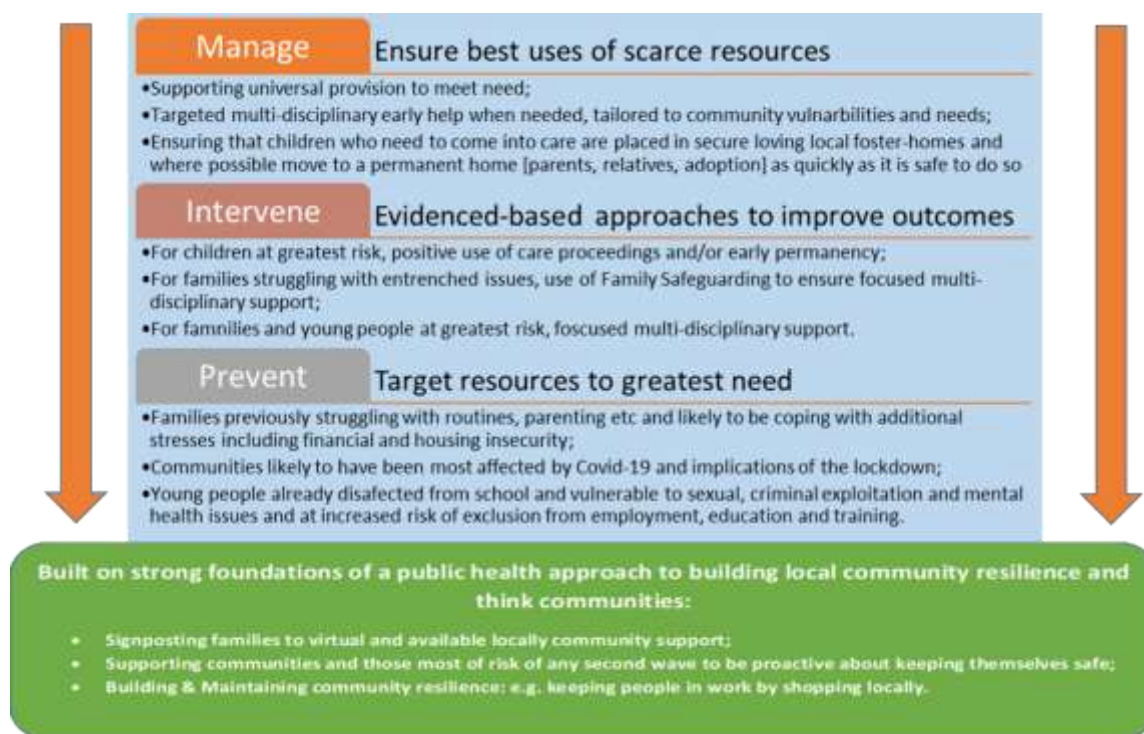 Manage Ensure best uses of scarce resources
•Supporting universal provision to meet need;
•Targeted multi-disciplinary early help when needed, tailored to community vulnarbilities and needs;
•Ensuring that children who need to come into care are placed in secure loving local foster-homes and
where possible move to a permanent home [parents, relatives, adoption] as quickly as it is safe to do so
Intervene Evidenced-based approaches to improve outcomes
•For children at greatest risk, positive use of care proceedings and/or early permanency;
•For families struggling with entrenched issues, use of Family Safeguarding to ensure focused multi-
disciplinary support;
•For famnilies and young people at greatest risk, foscused multi-disciplinary support.
Prevent Target resources to greatest need
•Families previously struggling with routines, parenting etc and likely to be coping with additional
stresses including financial and housing insecurity;
•Communities likely to have been most affected by Covid-19 and implications of the lockdown;
•Young people already disafected from school and vulnerable to sexual, criminal exploitation and mental
health issues and at increased risk of exclusion from employment, education and training.
Built on strong foundations of a public health approach to building local community resilience and
think communities:
• Signposting families to virtual and available locally community support;
• Supporting communities and those most of risk of any second wave to be proactive about keeping themselves safe;
• Building & Maintaining community resilience: e.g. keeping people in work by shopping locally.